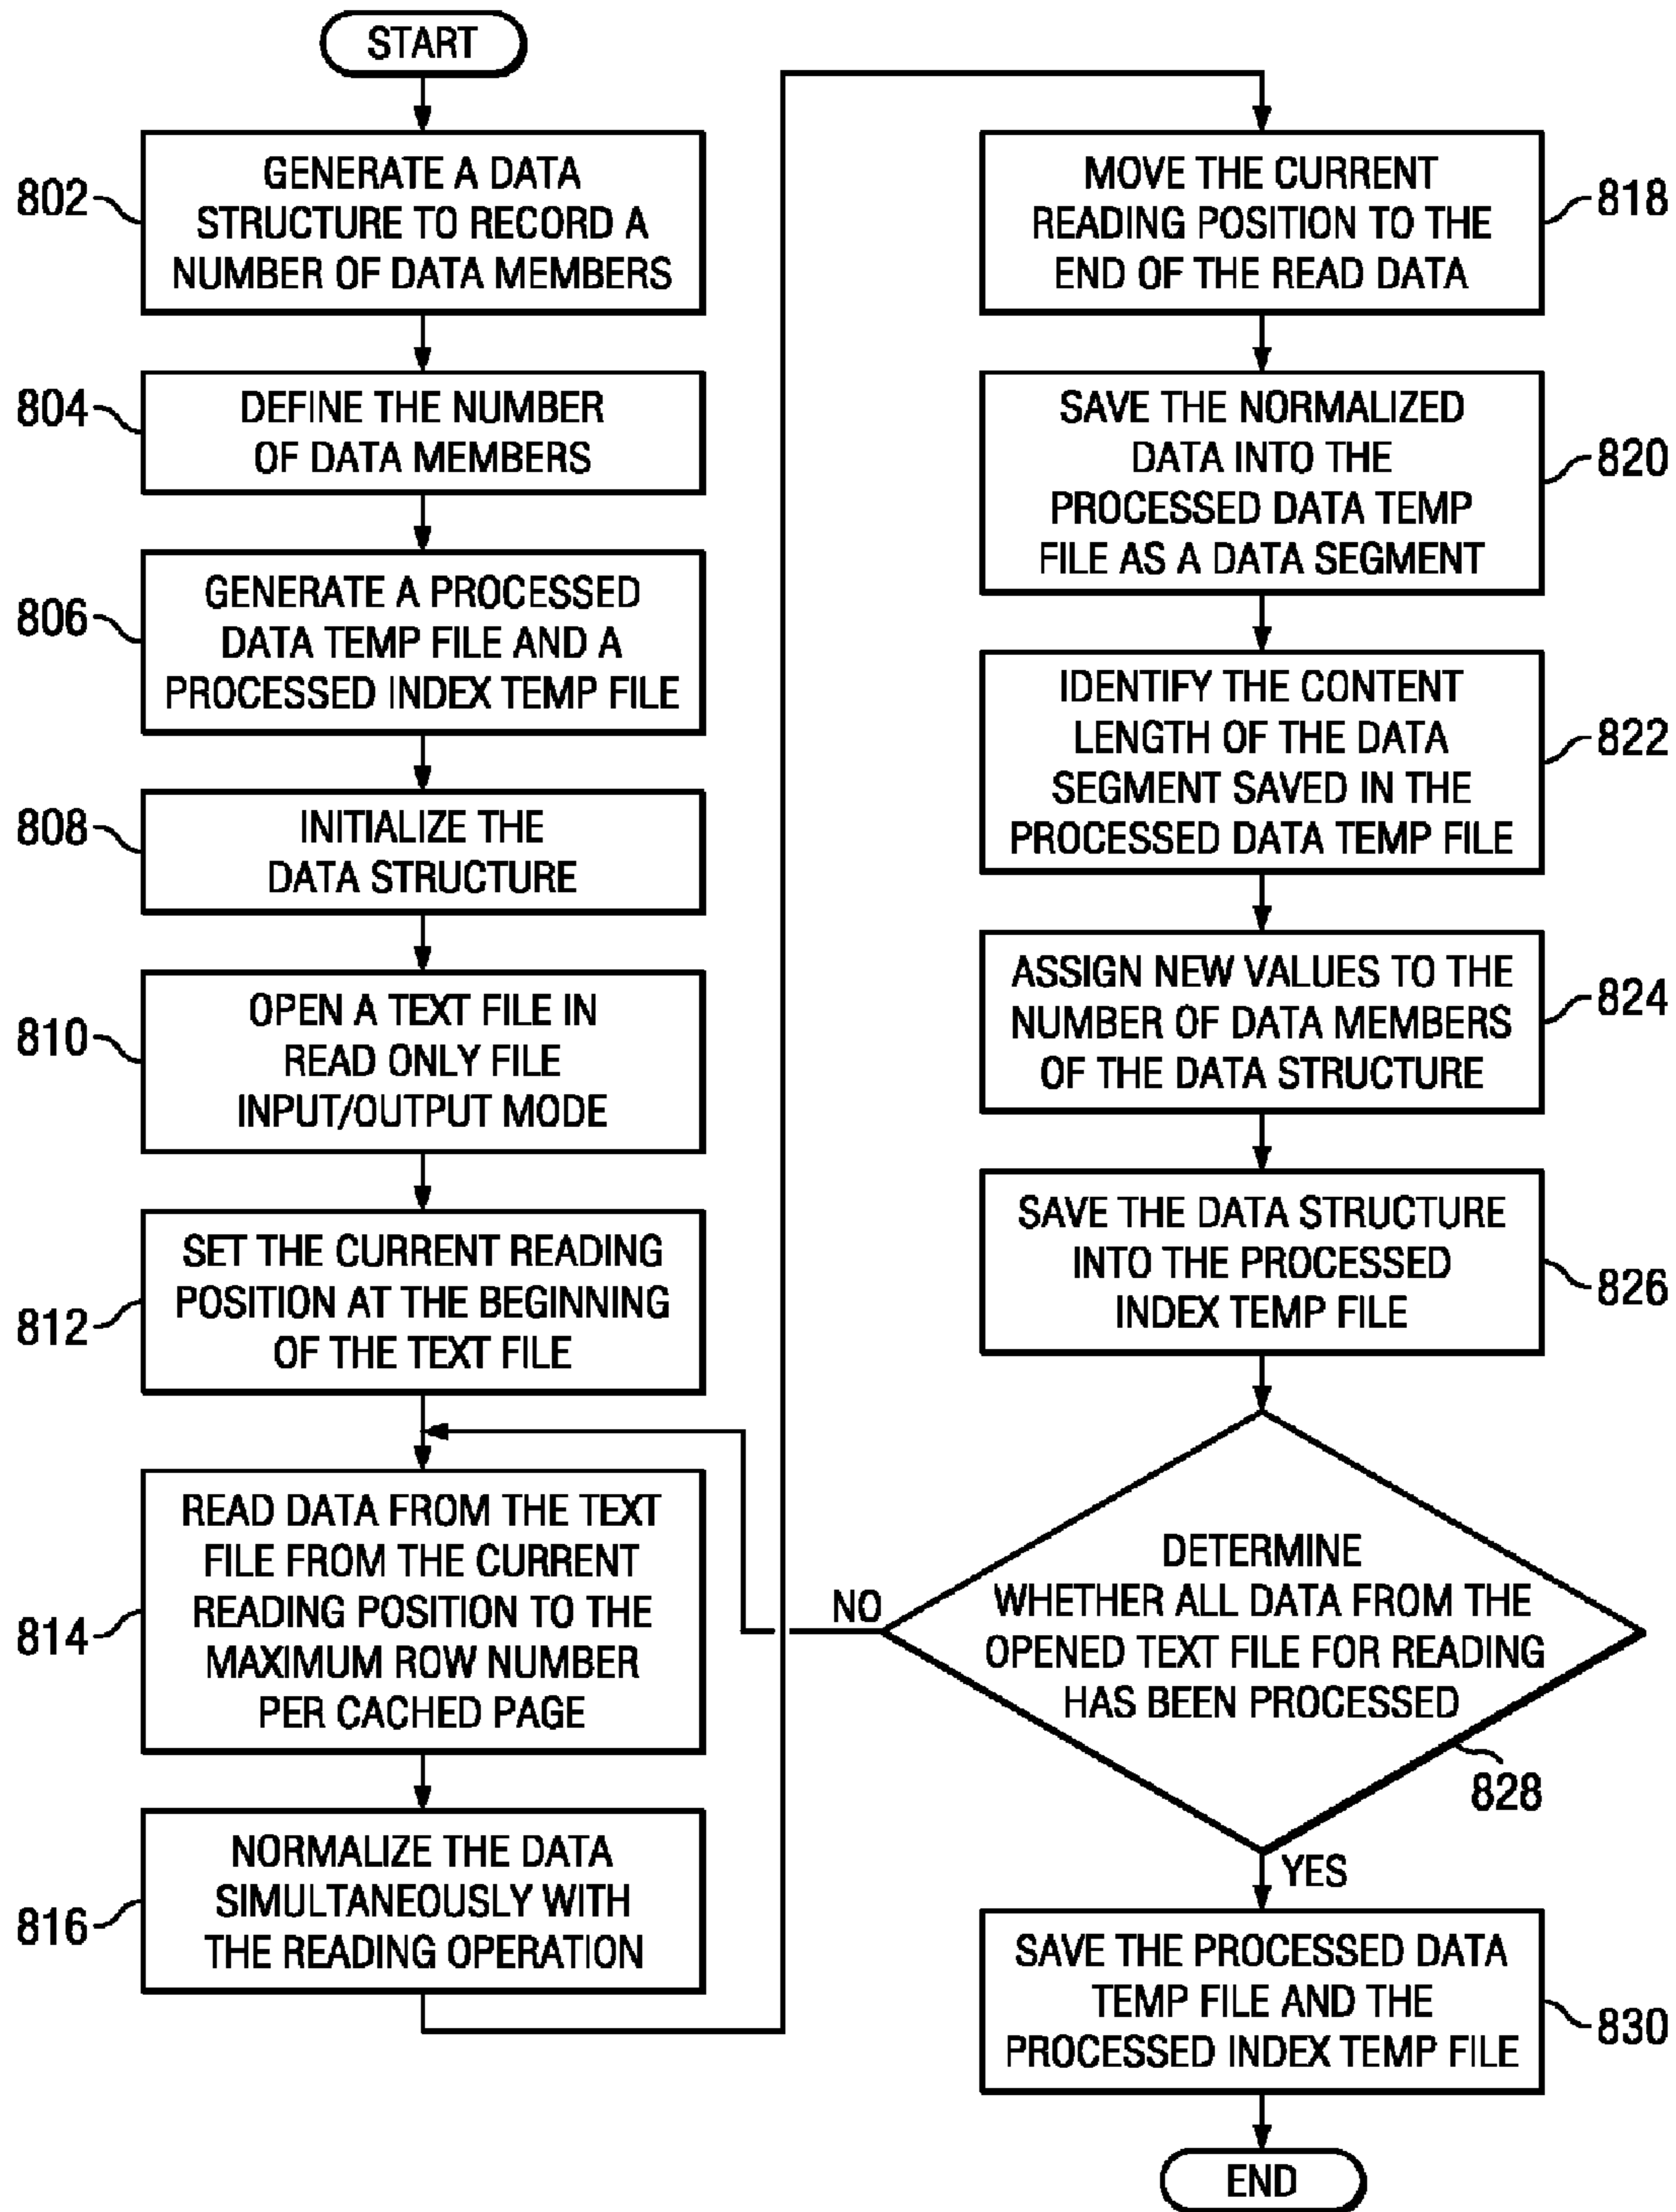 START
802
GENERATE A DATA
STRUCTURE TO RECORD A
NUMBER OF DATA MEMBERS
804
DEFINE THE NUMBER
OF DATA MEMBERS
806
GENERATE A PROCESSED
DATA TEMP FILE AND A
PROCESSED INDEX TEMP FILE
808
INITIALIZE THE
DATA STRUCTURE
810
OPEN A TEXT FILE IN
READ ONLY FILE
INPUT/OUTPUT MODE
812
SET THE CURRENT READING
POSITION AT THE BEGINNING
OF THE TEXT FILE
814
READ DATA FROM THE TEXT
FILE FROM THE CURRENT
READING POSITION TO THE
MAXIMUM ROW NUMBER
PER CACHED PAGE
816
NORMALIZE THE DATA
SIMULTANEOUSLY WITH
THE READING OPERATION
MOVE THE CURRENT
READING POSITION TO THE
END OF THE READ DATA
818
SAVE THE NORMALIZED
DATA INTO THE
PROCESSED DATA TEMP
FILE AS A DATA SEGMENT
820
IDENTIFY THE CONTENT
LENGTH OF THE DATA
SEGMENT SAVED IN THE
PROCESSED DATA TEMP FILE
822
ASSIGN NEW VALUES TO THE
NUMBER OF DATA MEMBERS
OF THE DATA STRUCTURE
824
SAVE THE DATA STRUCTURE
INTO THE PROCESSED
INDEX TEMP FILE
826
DETERMINE
WHETHER ALL DATA FROM THE
OPENED TEXT FILE FOR READING
HAS BEEN PROCESSED
828
NO
YES
SAVE THE PROCESSED DATA
TEMP FILE AND THE
PROCESSED INDEX TEMP FILE
830
END